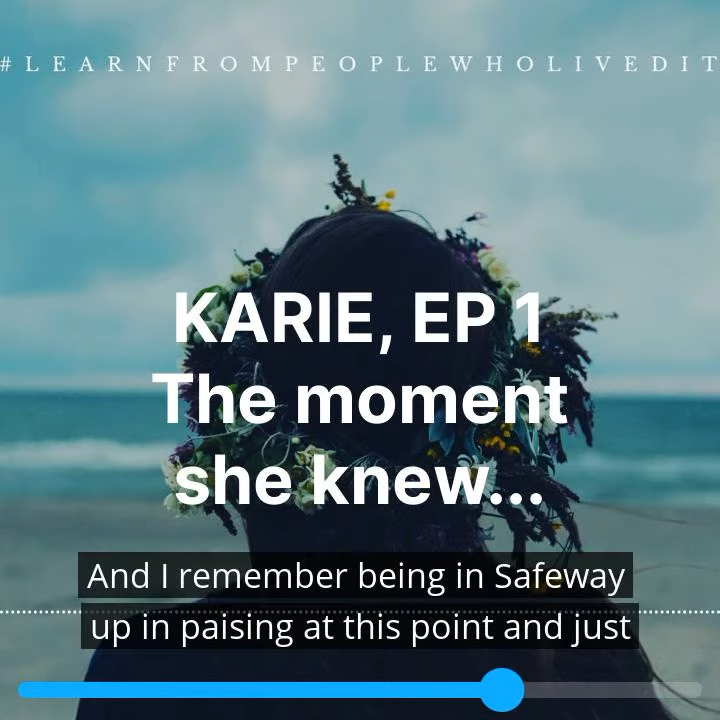 #LEARNFROMPEOPLEWHOLIVEDIT
KARIE, EP 1
The moment
she knew...
And I remember being in Safeway
up in paising at this point and just